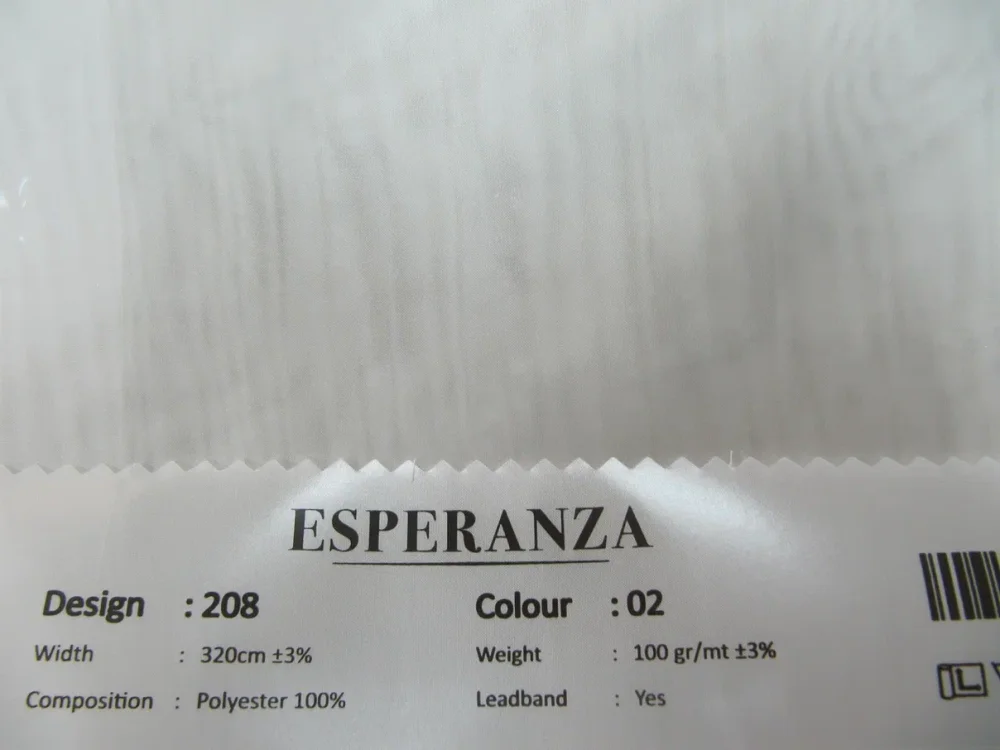 ESPERANZA
Design : 208 Colour : 02
Width : 320cm ±3% Weight : 100 gr/mt ±3%
Composition : Polyester 100% Leadband : Yes